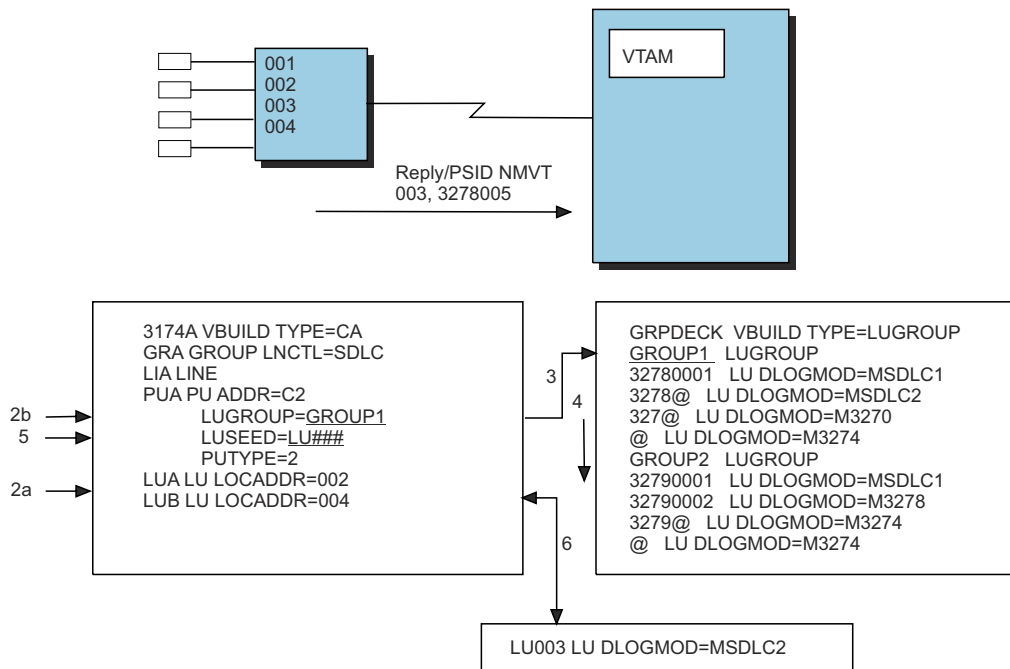 001
002
003
004
VTAM
Reply/PSID NMVT
003, 3278005
3174A VBUILD TYPE=CA
GRA GROUP LNCTL=SDLC
LIA LINE
PUA PU ADDR=C2
LUGROUP=GROUP1
LUSEED=LU###
PUTYPE=2
LUA LU LOCADDR=002
LUB LU LOCADDR=004
2b
5
2a
3
4
GRPDECK VBUILD TYPE=LUGROUP
GROUP1 LUGROUP
32780001 LU DLOGMOD=MSDLC1
3278@ LU DLOGMOD=MSDLC2
327@ LU DLOGMOD=M3270
@ LU DLOGMOD=M3274
GROUP2 LUGROUP
32790001 LU DLOGMOD=MSDLC1
32790002 LU DLOGMOD=M3278
3279@ LU DLOGMOD=M3274
@ LU DLOGMOD=M3274
6
LU003 LU DLOGMOD=MSDLC2